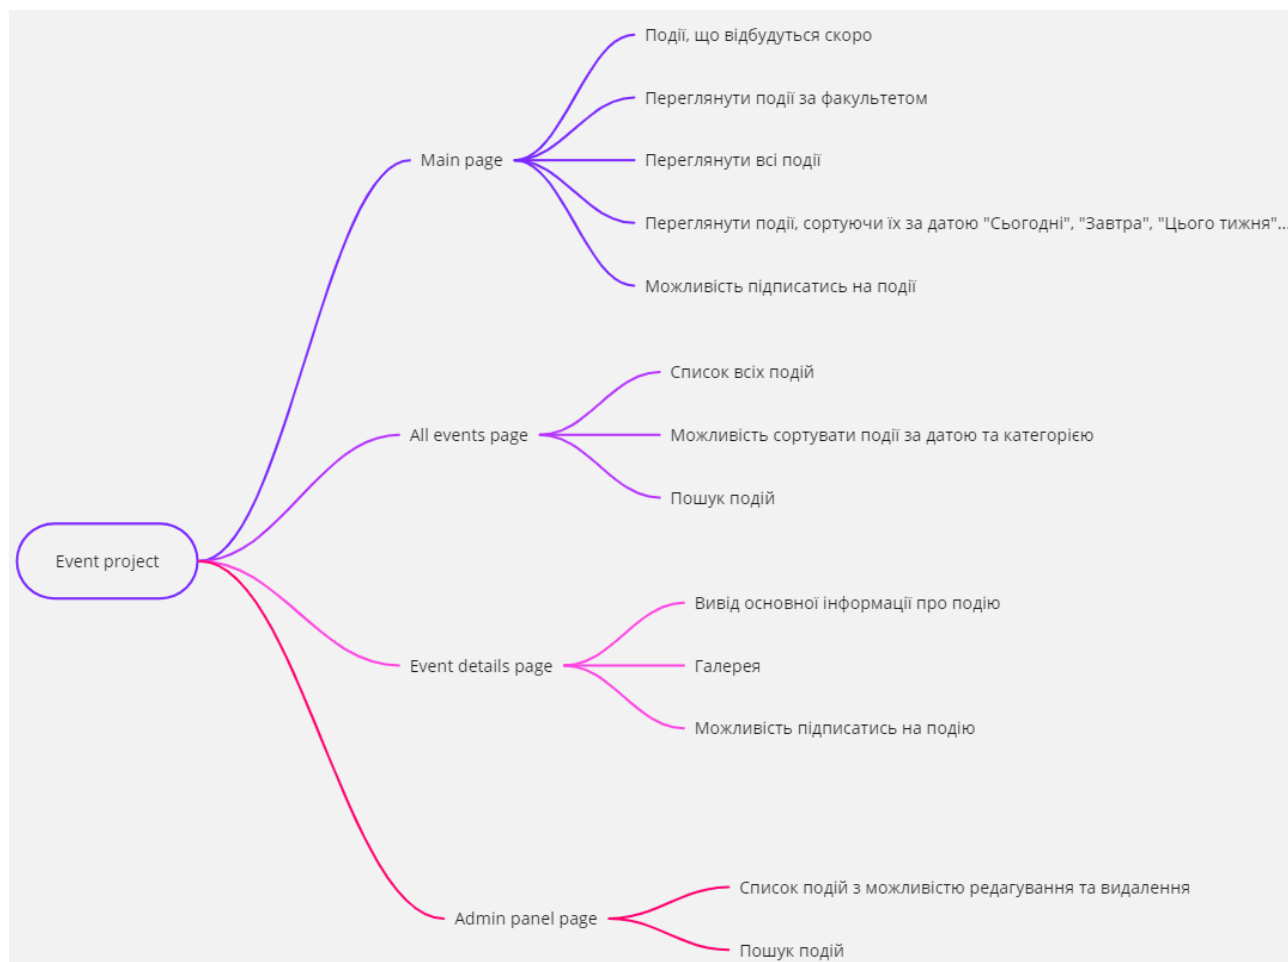 Event project
Main page
Події, що відбудуться скоро
Переглянути події за факультетом
Переглянути всі події
Переглянути події, сортуючи їх за датою "Сьогодні", "Завтра", "Цього тижня"...
Можливість підписатись на події
All events page
Список всіх подій
Можливість сортувати події за датою та категорією
Пошук подій
Event details page
Вивід основної інформації про подію
Галерея
Можливість підписатись на подію
Admin panel page
Список подій з можливістю редагування та видалення
Пошук подій